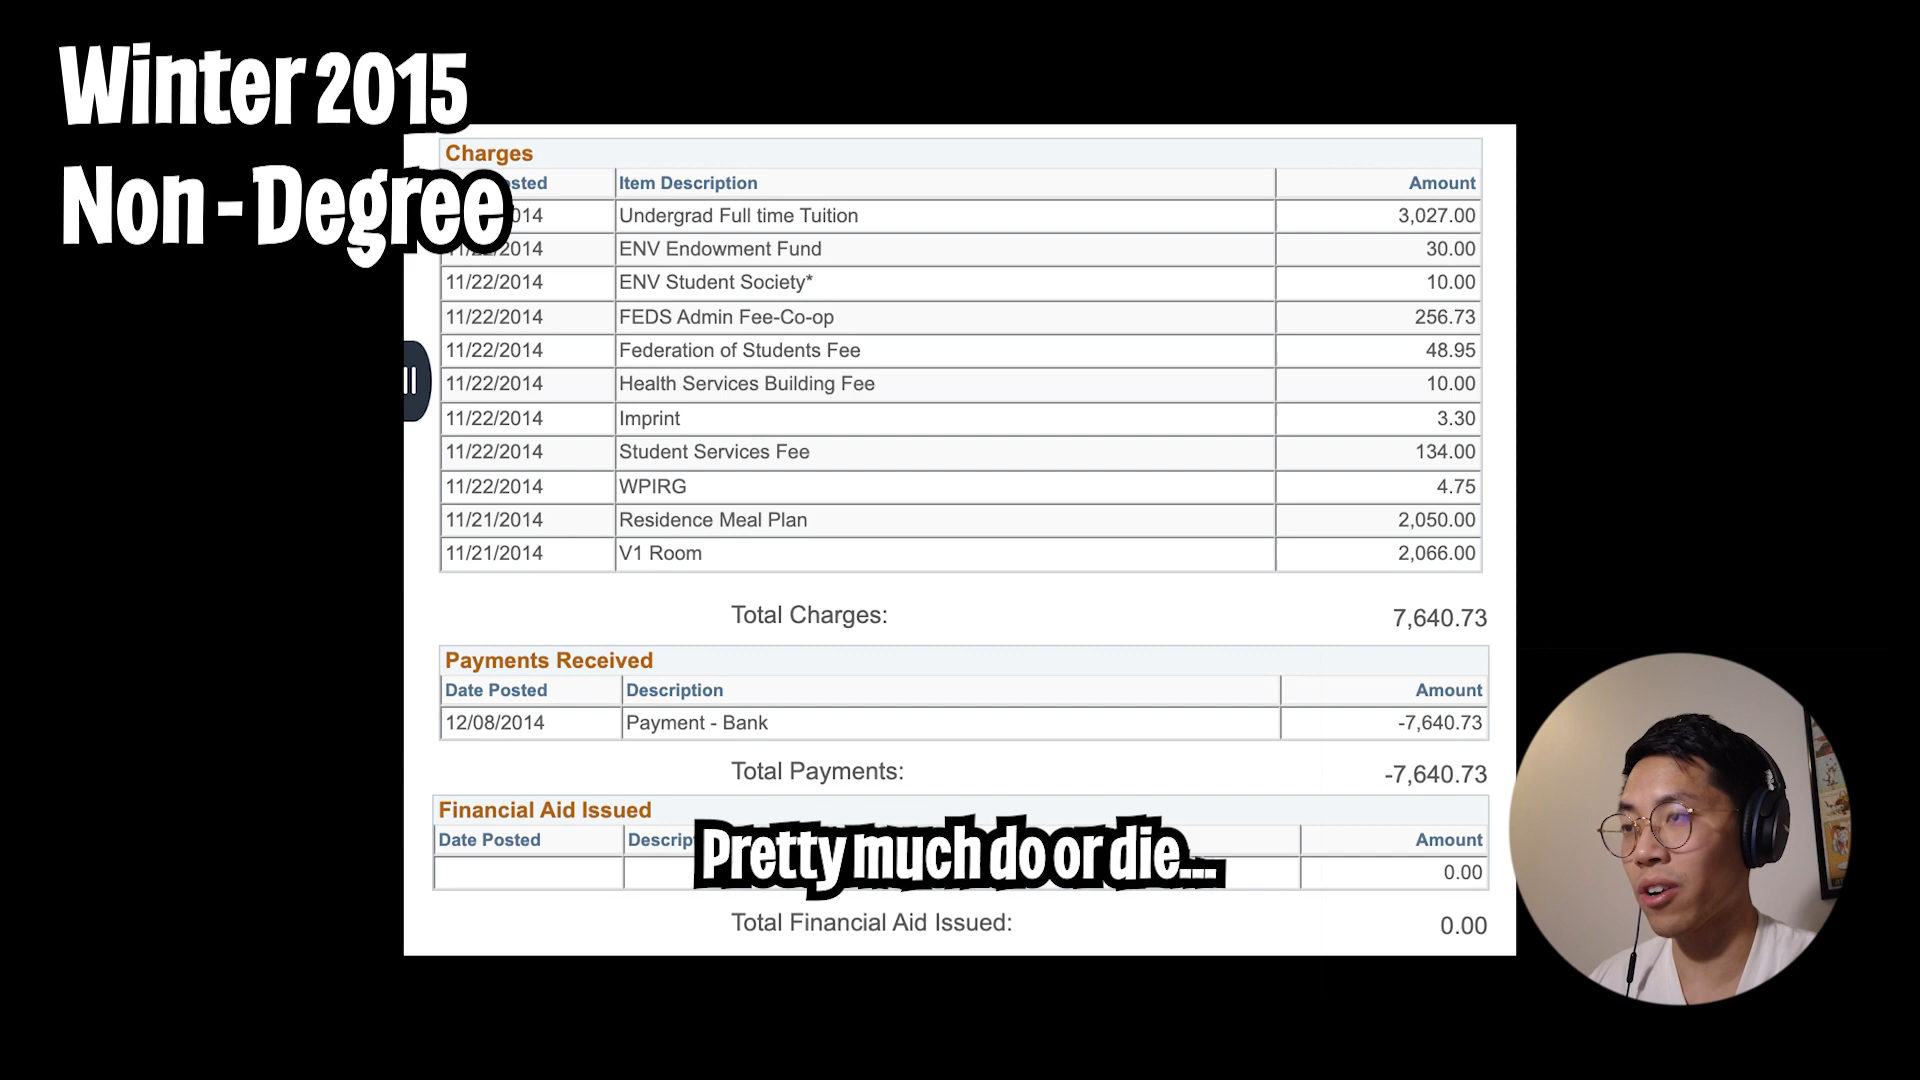 Winter 2015
Non-Degree
Charges
Item Description Amount
Undergrad Full time Tuition 3,027.00
ENV Endowment Fund 30.00
11/22/2014 ENV Student Society* 10.00
11/22/2014 FEDS Admin Fee-Co-op 256.73
11/22/2014 Federation of Students Fee 48.95
11/22/2014 Health Services Building Fee 10.00
11/22/2014 Imprint 3.30
11/22/2014 Student Services Fee 134.00
11/22/2014 WPIRG 4.75
11/21/2014 Residence Meal Plan 2,050.00
11/21/2014 V1 Room 2,066.00
Total Charges: 7,640.73
Payments Received
Date Posted Description Amount
12/08/2014 Payment - Bank -7,640.73
Total Payments: -7,640.73
Financial Aid Issued
Date Posted Amount
0.00
Pretty much do or die...
Total Financial Aid Issued: 0.00